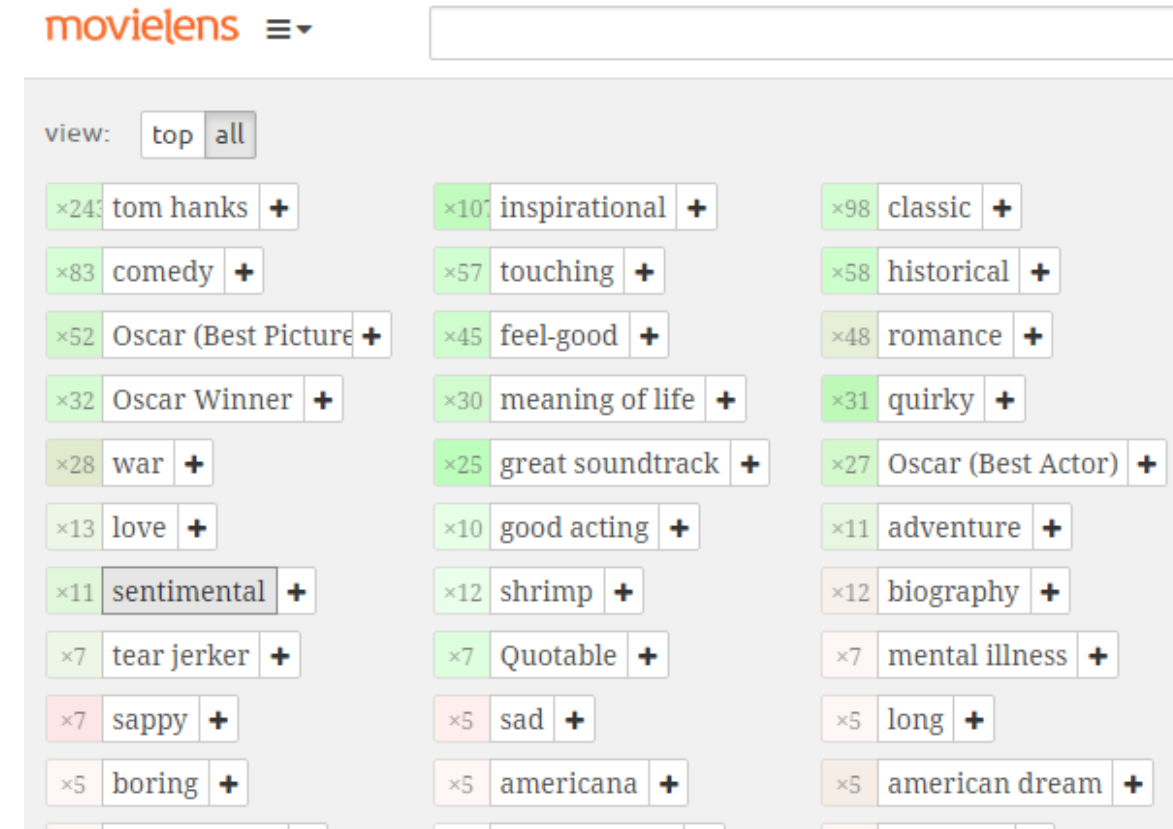 movielens
view: top all
×243 tom hanks + ×107 inspirational + ×98 classic +
×83 comedy + ×57 touching + ×58 historical +
×52 Oscar (Best Picture + ×45 feel-good + ×48 romance +
×32 Oscar Winner + ×30 meaning of life + ×31 quirky +
×28 war + ×25 great soundtrack + ×27 Oscar (Best Actor) +
×13 love + ×10 good acting + ×11 adventure +
×11 sentimental + ×12 shrimp + ×12 biography +
×7 tear jerker + ×7 Quotable + ×7 mental illness +
×7 sappy + ×5 sad + ×5 long +
×5 boring + ×5 americana + ×5 american dream +